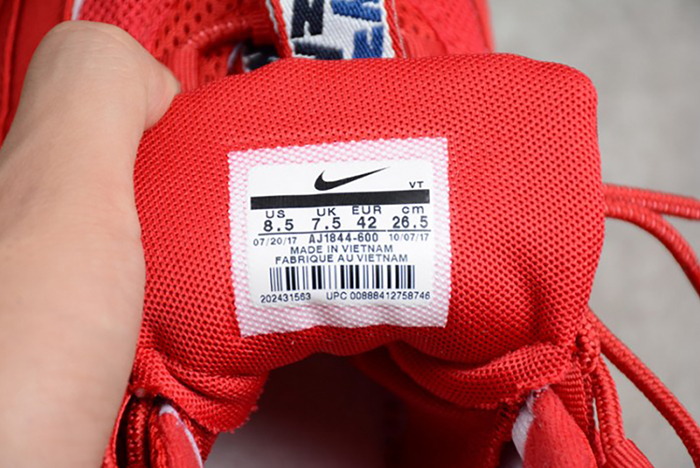 VT
US UK EUR cm
8.5 7.5 42 26.5
07/20/17 AJ1844-600 10/07/17
MADE IN VIETNAM
FABRIQUE AU VIETNAM
202431563 UPC 00888412758746